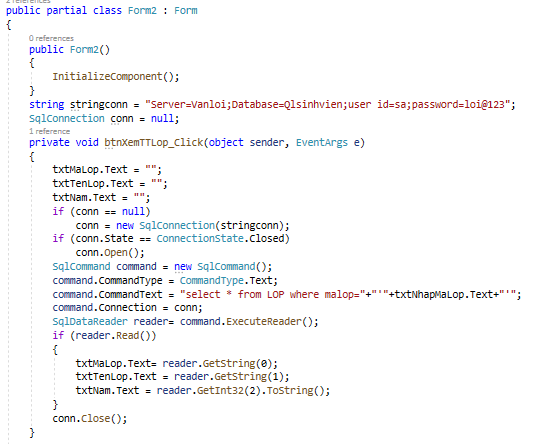 2 references
public partial class Form2 : Form
{
0 references
public Form2()
{
InitializeComponent();
}
string stringconn = "Server=Vanloi;Database=Qlsinhvien;user id=sa;password=loi@123";
SqlConnection conn = null;
1 reference
private void btnXemTTLop_Click(object sender, EventArgs e)
{
txtMaLop.Text = "";
txtTenLop.Text = "";
txtNam.Text = "";
if (conn == null)
conn = new SqlConnection(stringconn);
if (conn.State == ConnectionState.Closed)
conn.Open();
SqlCommand command = new SqlCommand();
command.CommandType = CommandType.Text;
command.CommandText = "select * from LOP where malop="+"'"+txtNhapMaLop.Text+"'";
command.Connection = conn;
SqlDataReader reader= command.ExecuteReader();
if (reader.Read())
{
txtMaLop.Text= reader.GetString(0);
txtTenLop.Text = reader.GetString(1);
txtNam.Text = reader.GetInt32(2).ToString();
}
conn.Close();
}